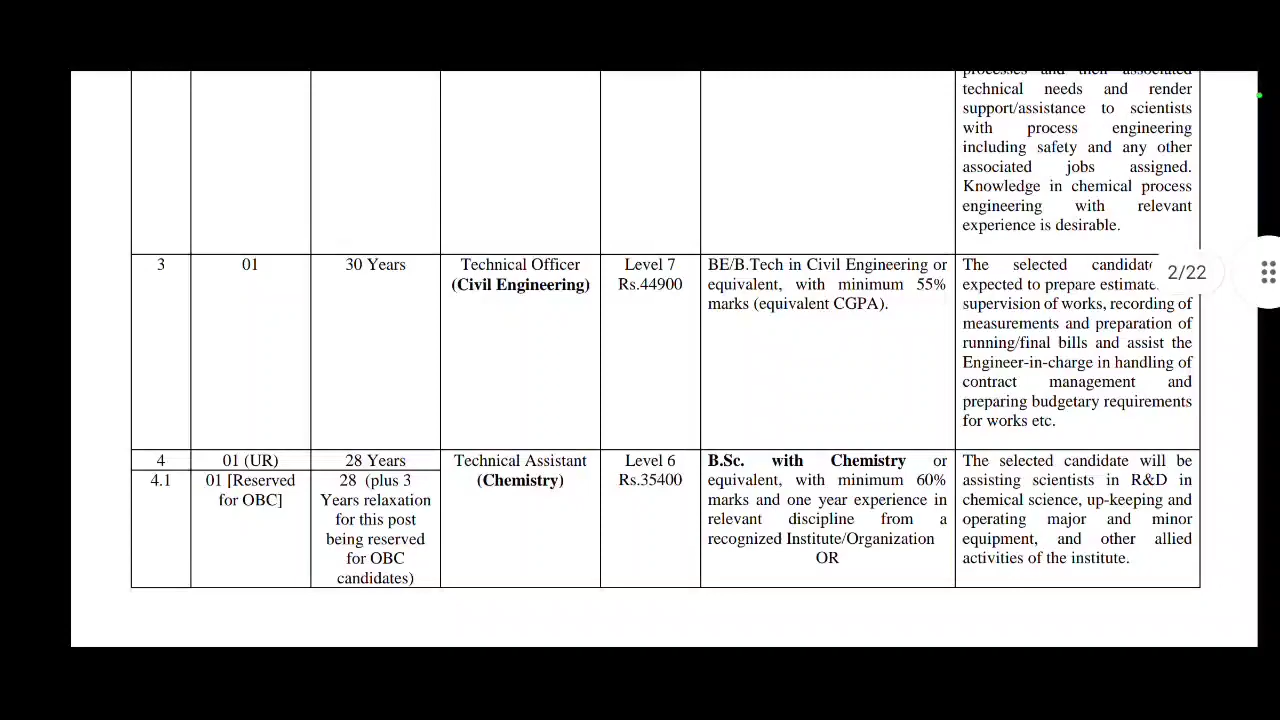 processes and their associated
technical needs and render
support/assistance to scientists
with process engineering
including safety and any other
associated jobs assigned.
Knowledge in chemical process
engineering with relevant
experience is desirable.
3
01
30 Years
Technical Officer
(Civil Engineering)
Level 7
Rs.44900
BE/B.Tech in Civil Engineering or
equivalent, with minimum 55%
marks (equivalent CGPA).
The selected candidate
expected to prepare estimate
supervision of works, recording of
measurements and preparation of
running/final bills and assist the
Engineer-in-charge in handling of
contract management and
preparing budgetary requirements
for works etc.
2/22
4
01 (UR)
28 Years
4.1
01 [Reserved
for OBC]
28 (plus 3
Years relaxation
for this post
being reserved
for OBC
candidates)
Technical Assistant
(Chemistry)
Level 6
Rs.35400
B.Sc. with Chemistry or
equivalent, with minimum 60%
marks and one year experience in
relevant discipline from a
recognized Institute/Organization
OR
The selected candidate will be
assisting scientists in R&D in
chemical science, up-keeping and
operating major and minor
equipment, and other allied
activities of the institute.